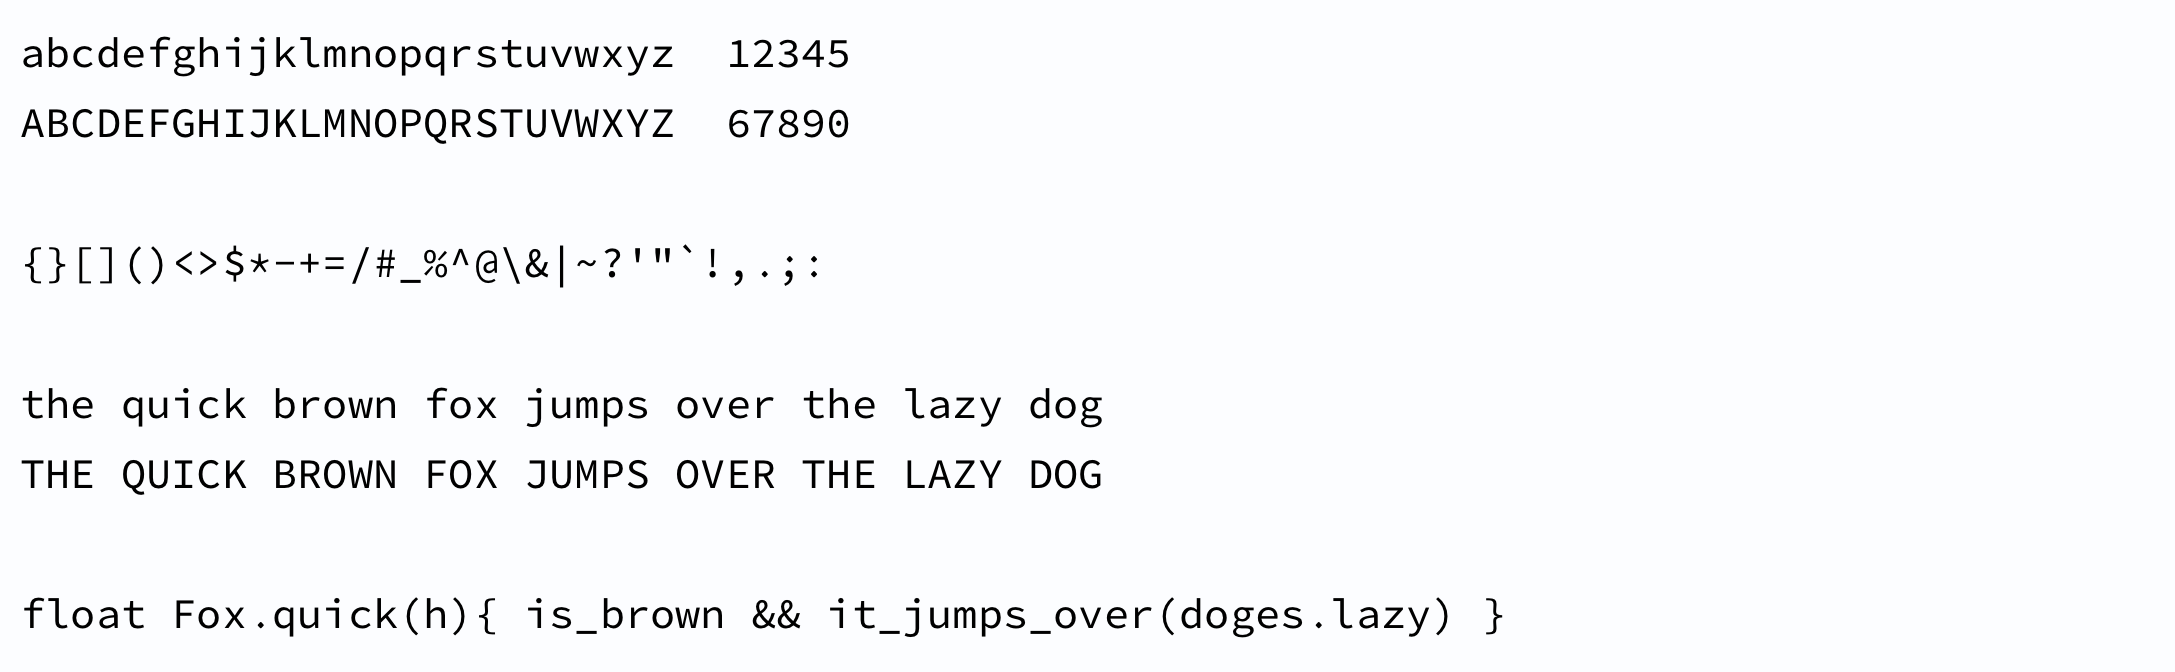 abcdefghijklmnopqrstuvwxyz  12345
ABCDEFGHIJKLMNOPQRSTUVWXYZ  67890
{}[]()<>$*-+=/#_%^@\&|~?'"`!,.;:
the quick brown fox jumps over the lazy dog
THE QUICK BROWN FOX JUMPS OVER THE LAZY DOG
float Fox.quick(h){ is_brown && it_jumps_over(doges.lazy) }